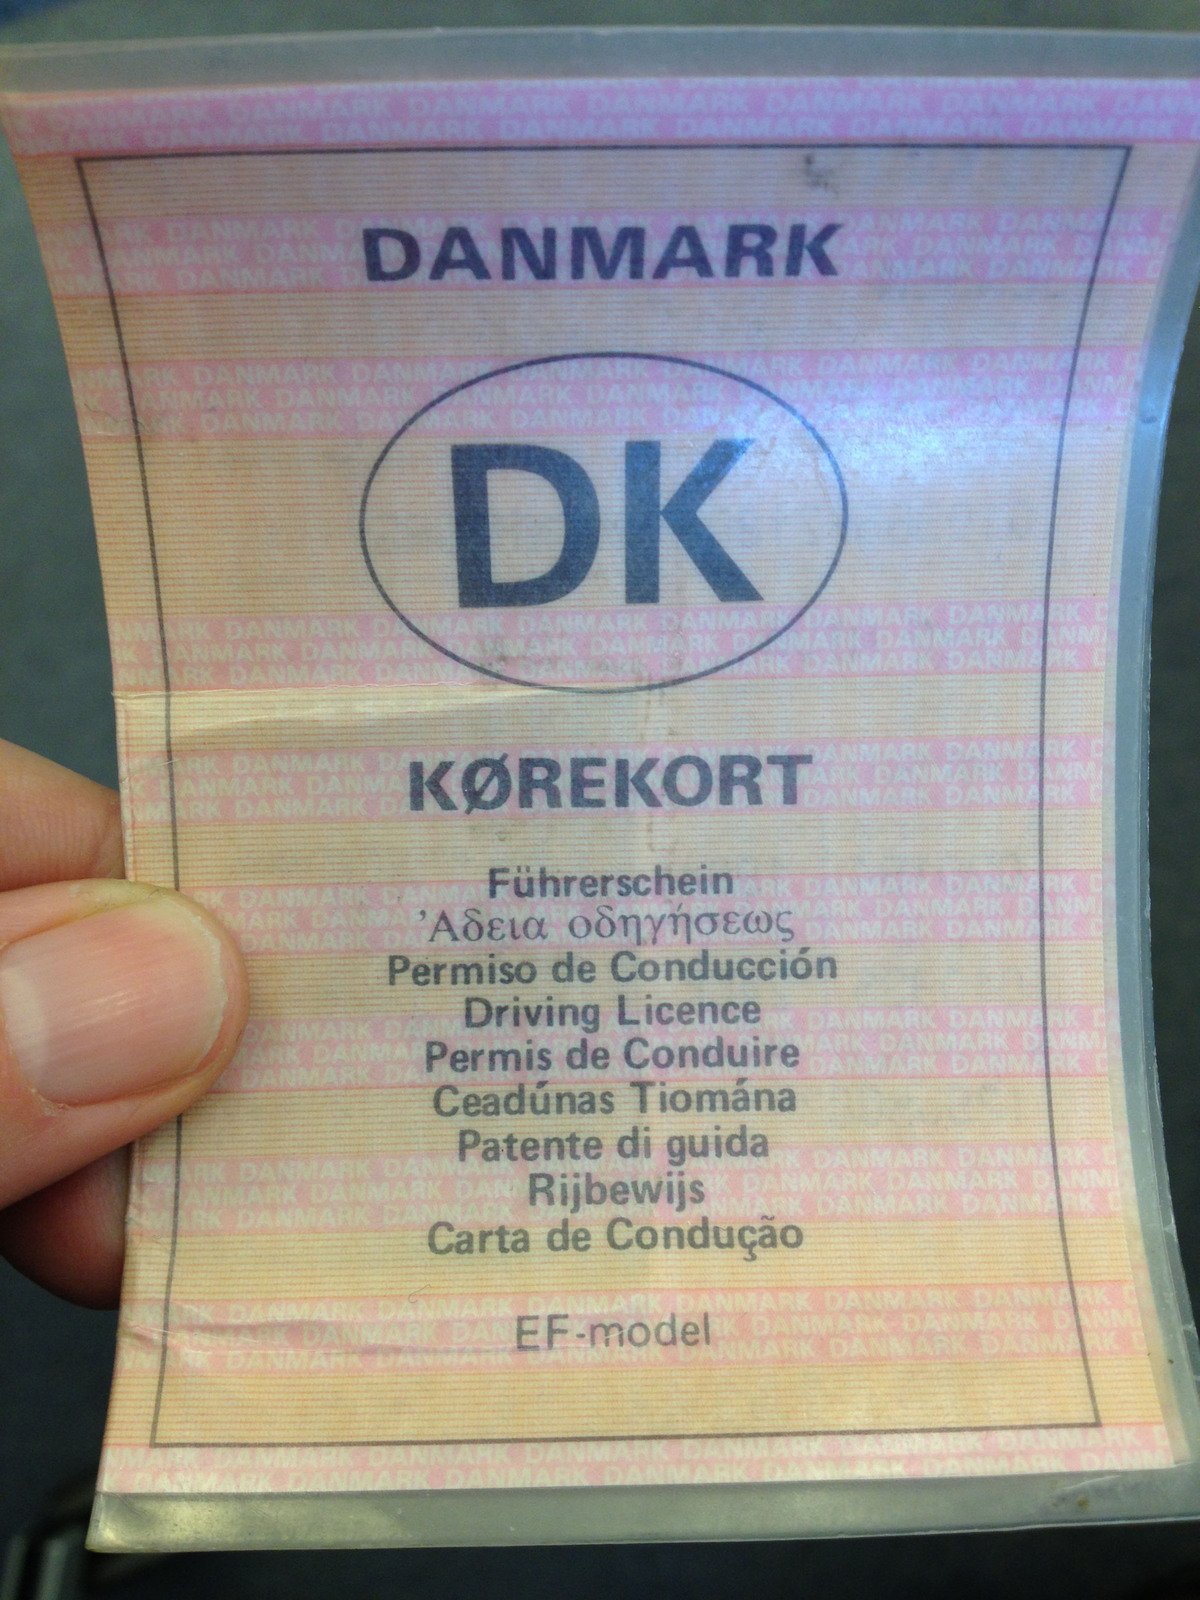 DANMARK
DK
KØREKORT
Führerschein
Ἀδεια οδηγήσεως
Permiso de Conducción
Driving Licence
Permis de Conduire
Ceadúnas Tiomána
Patente di guida
Rijbewijs
Carta de Condução
EF-model